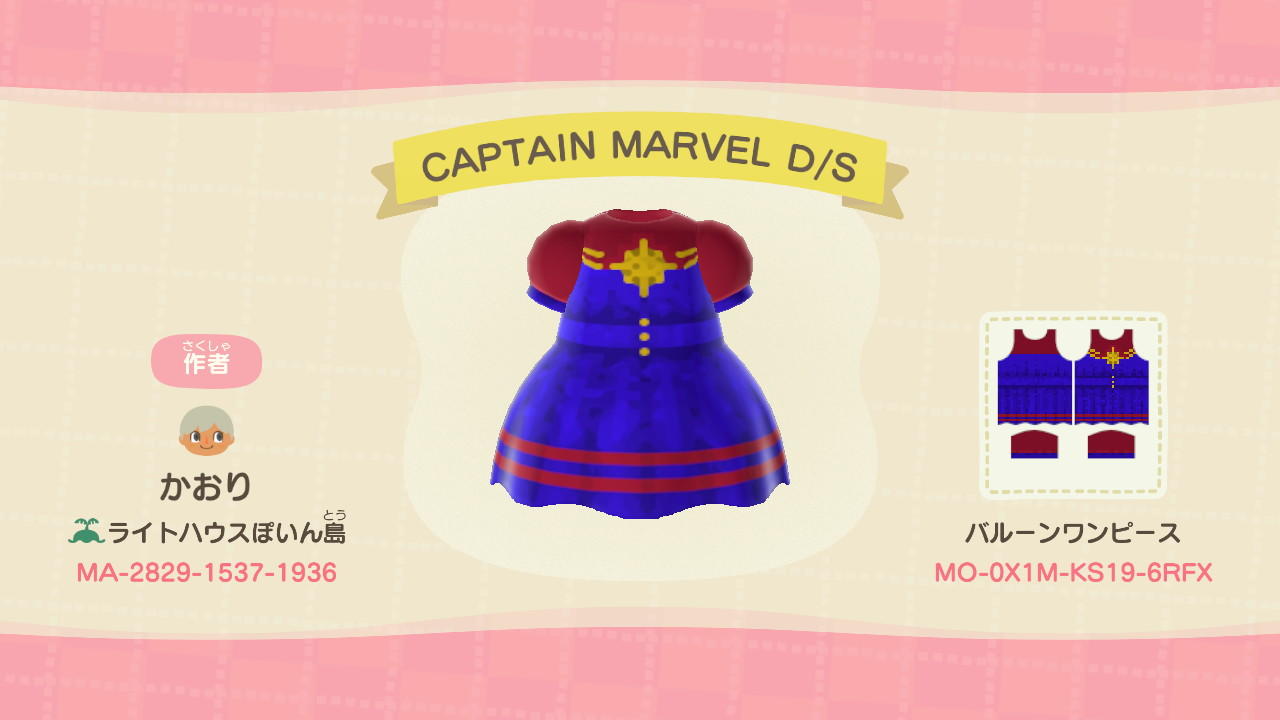 CAPTAIN MARVEL D/S
さくしゃ
作者
かおり
とう
ライトハウスぽいん島
MA-2829-1537-1936
バルーンワンピース
MO-0X1M-KS19-6RFX